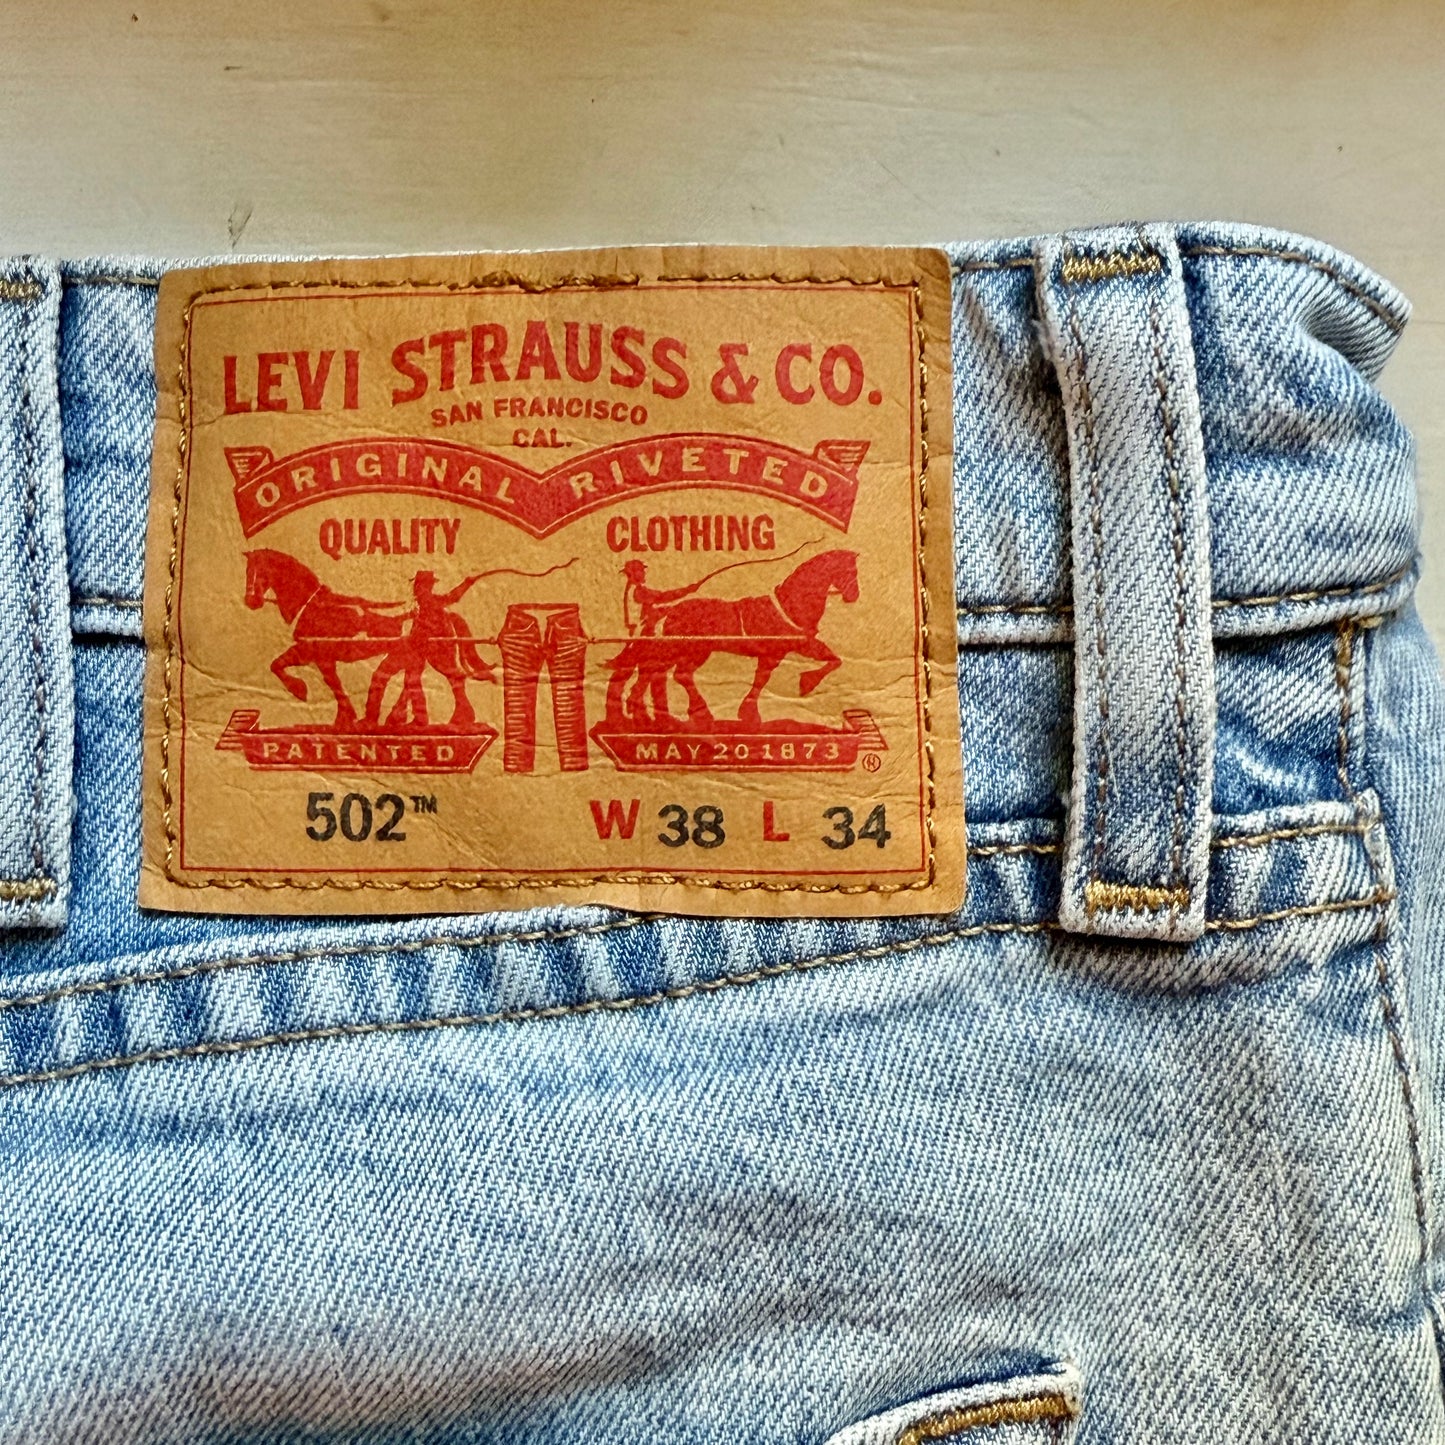 LEVI STRAUSS & CO.
SAN FRANCISCO
CAL.
ORIGINAL RIVETED
QUALITY CLOTHING
PATENTED MAY 20 1873 ®
502™ W 38 L 34